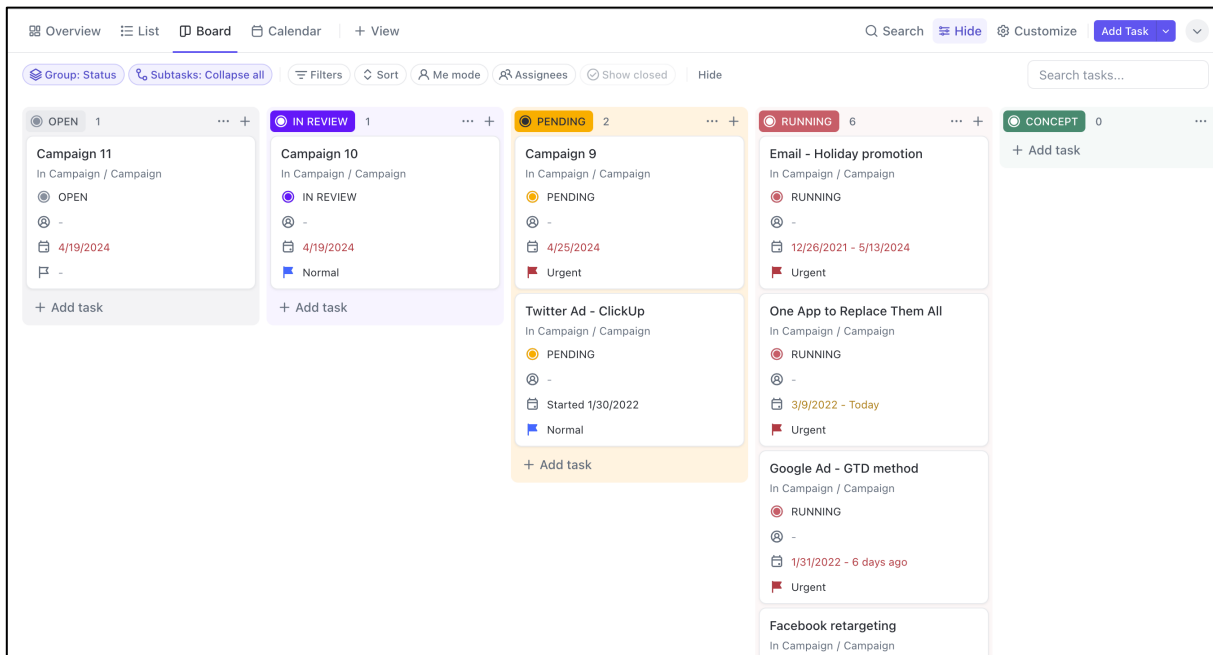 Overview List Board Calendar + View Search Hide Customize Add Task
Group: Status Subtasks: Collapse all Filters Sort Me mode Assignees Show closed Hide Search tasks...
OPEN 1 ... +
Campaign 11
In Campaign / Campaign
OPEN
-
4/19/2024
-
+ Add task
IN REVIEW 1 ... +
Campaign 10
In Campaign / Campaign
IN REVIEW
-
4/19/2024
Normal
+ Add task
PENDING 2 ... +
Campaign 9
In Campaign / Campaign
PENDING
-
4/25/2024
Urgent
Twitter Ad - ClickUp
In Campaign / Campaign
PENDING
-
Started 1/30/2022
Normal
+ Add task
RUNNING 6 ... +
Email - Holiday promotion
In Campaign / Campaign
RUNNING
-
12/26/2021 - 5/13/2024
Urgent
One App to Replace Them All
In Campaign / Campaign
RUNNING
-
3/9/2022 - Today
Urgent
Google Ad - GTD method
In Campaign / Campaign
RUNNING
-
1/31/2022 - 6 days ago
Urgent
Facebook retargeting
In Campaign / Campaign
CONCEPT 0 ...
+ Add task